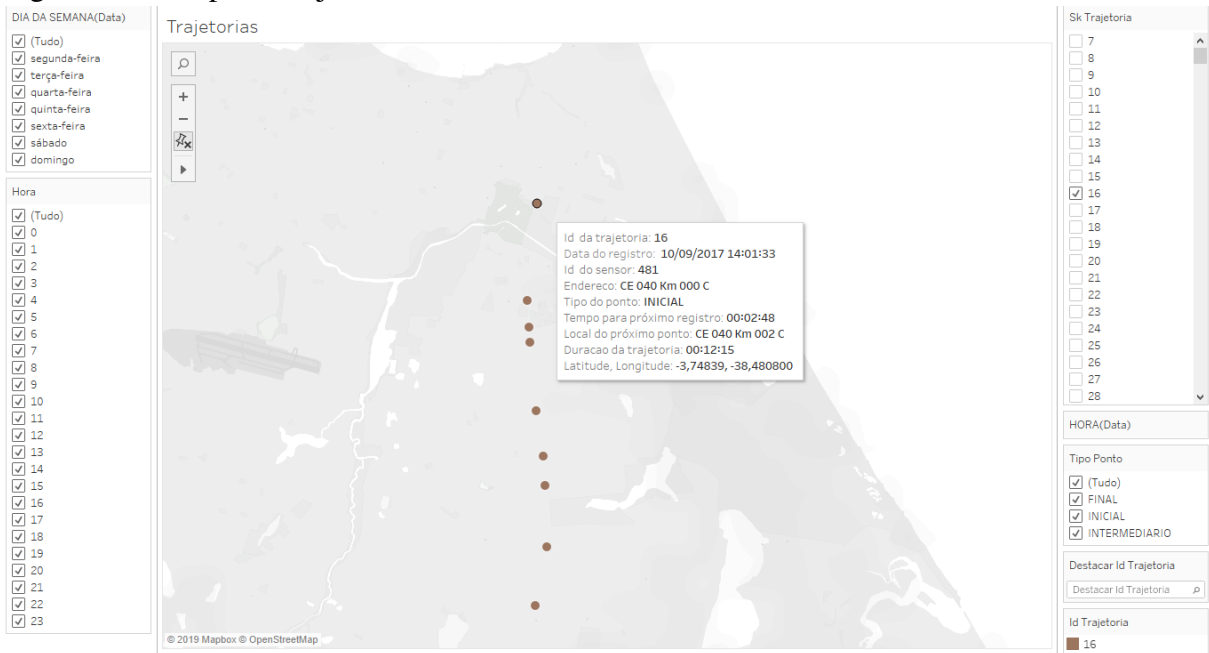 DIA DA SEMANA(Data)
(Tudo)
segunda-feira
terça-feira
quarta-feira
quinta-feira
sexta-feira
sábado
domingo
Hora
(Tudo)
0
1
2
3
4
5
6
7
8
9
10
11
12
13
14
15
16
17
18
19
20
21
22
23
Trajetorias
Id da trajetoria: 16
Data do registro: 10/09/2017 14:01:33
Id do sensor: 481
Endereco: CE 040 Km 000 C
Tipo do ponto: INICIAL
Tempo para próximo registro: 00:02:48
Local do próximo ponto: CE 040 Km 002 C
Duracao da trajetoria: 00:12:15
Latitude, Longitude: -3,74839, -38,480800
© 2019 Mapbox © OpenStreetMap
Sk Trajetoria
7
8
9
10
11
12
13
14
15
16
17
18
19
20
21
22
23
24
25
26
27
28
HORA(Data)
Tipo Ponto
(Tudo)
FINAL
INICIAL
INTERMEDIARIO
Destacar Id Trajetoria
Destacar Id Trajetoria
Id Trajetoria
16